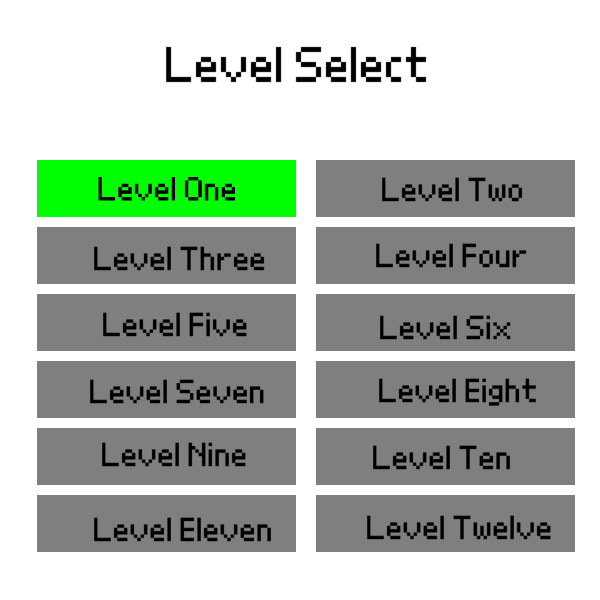 Level Select
Level One
Level Two
Level Three
Level Four
Level Five
Level Six
Level Seven
Level Eight
Level Nine
Level Ten
Level Eleven
Level Twelve